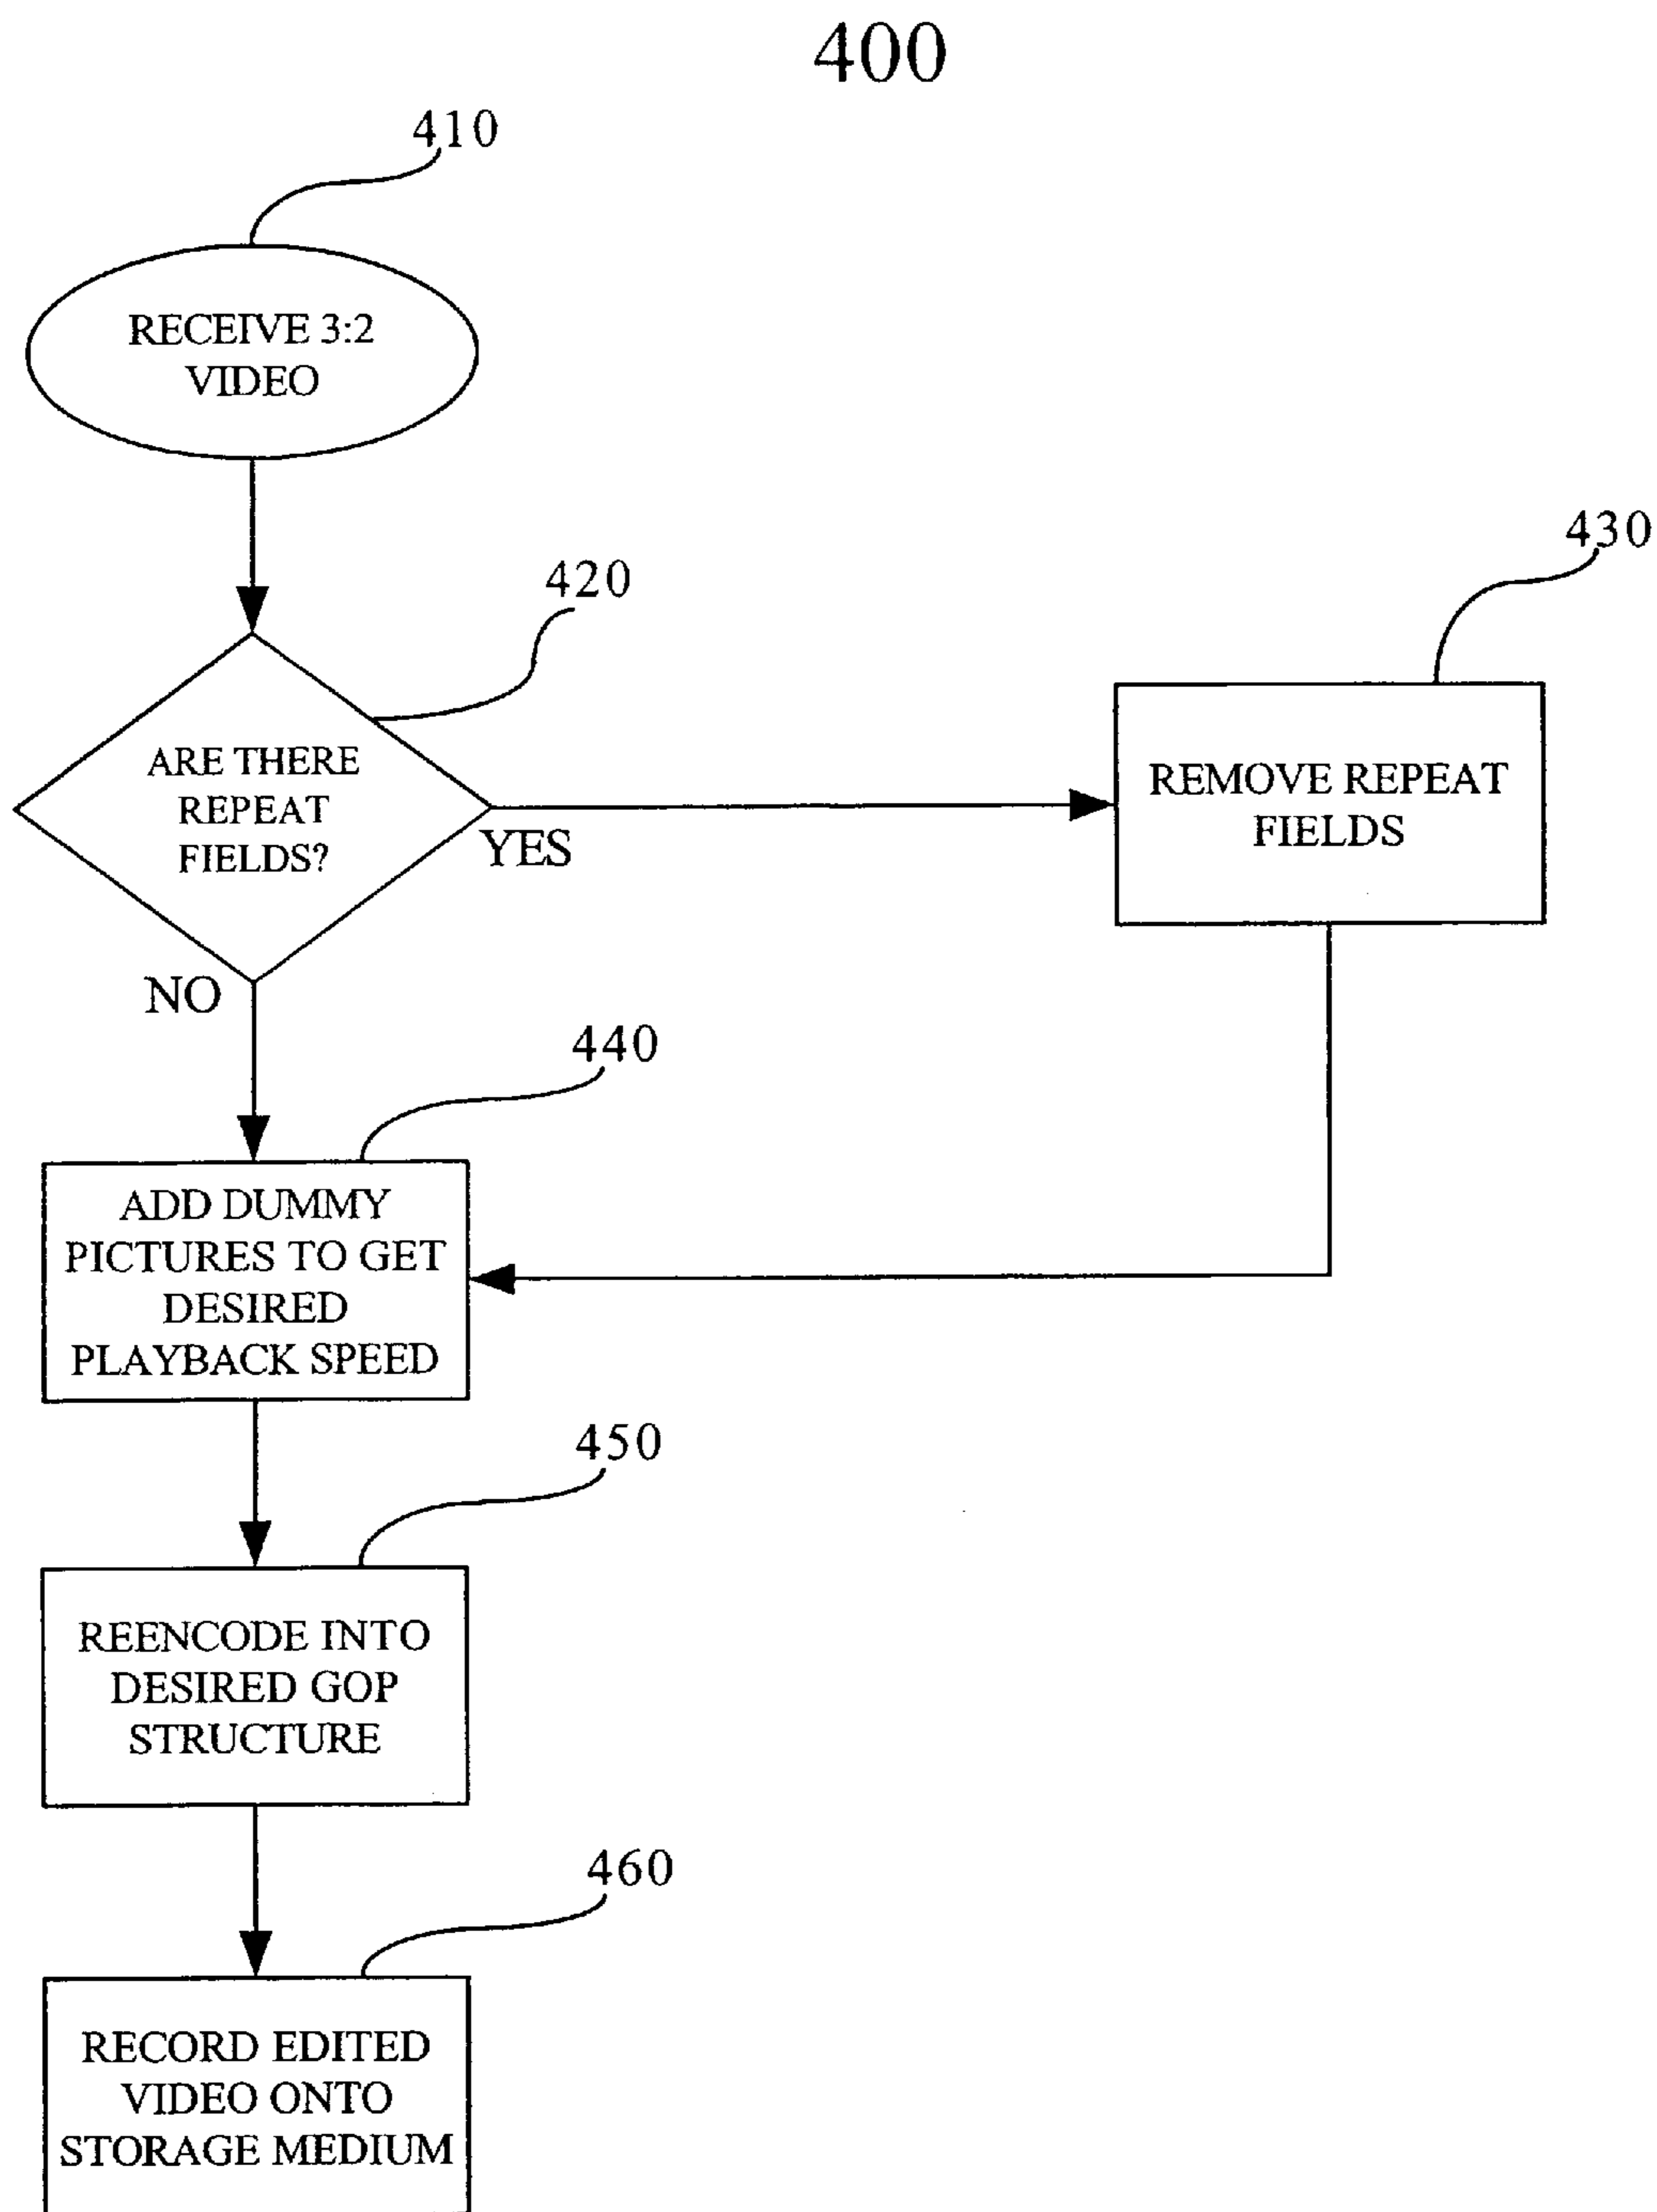 400
410
RECEIVE 3:2
VIDEO
420
ARE THERE
REPEAT
FIELDS?
YES
NO
430
REMOVE REPEAT
FIELDS
440
ADD DUMMY
PICTURES TO GET
DESIRED
PLAYBACK SPEED
450
REENCODE INTO
DESIRED GOP
STRUCTURE
460
RECORD EDITED
VIDEO ONTO
STORAGE MEDIUM